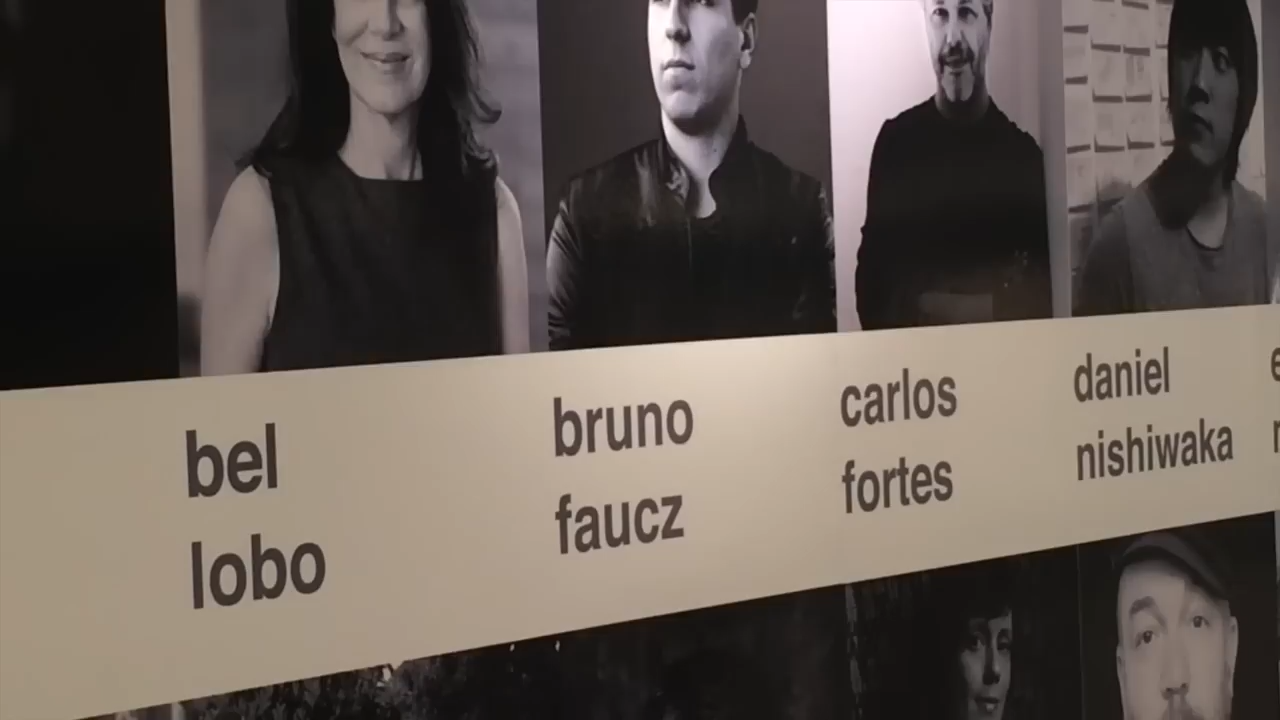 bel
lobo
bruno
faucz
carlos
fortes
daniel
nishiwaka